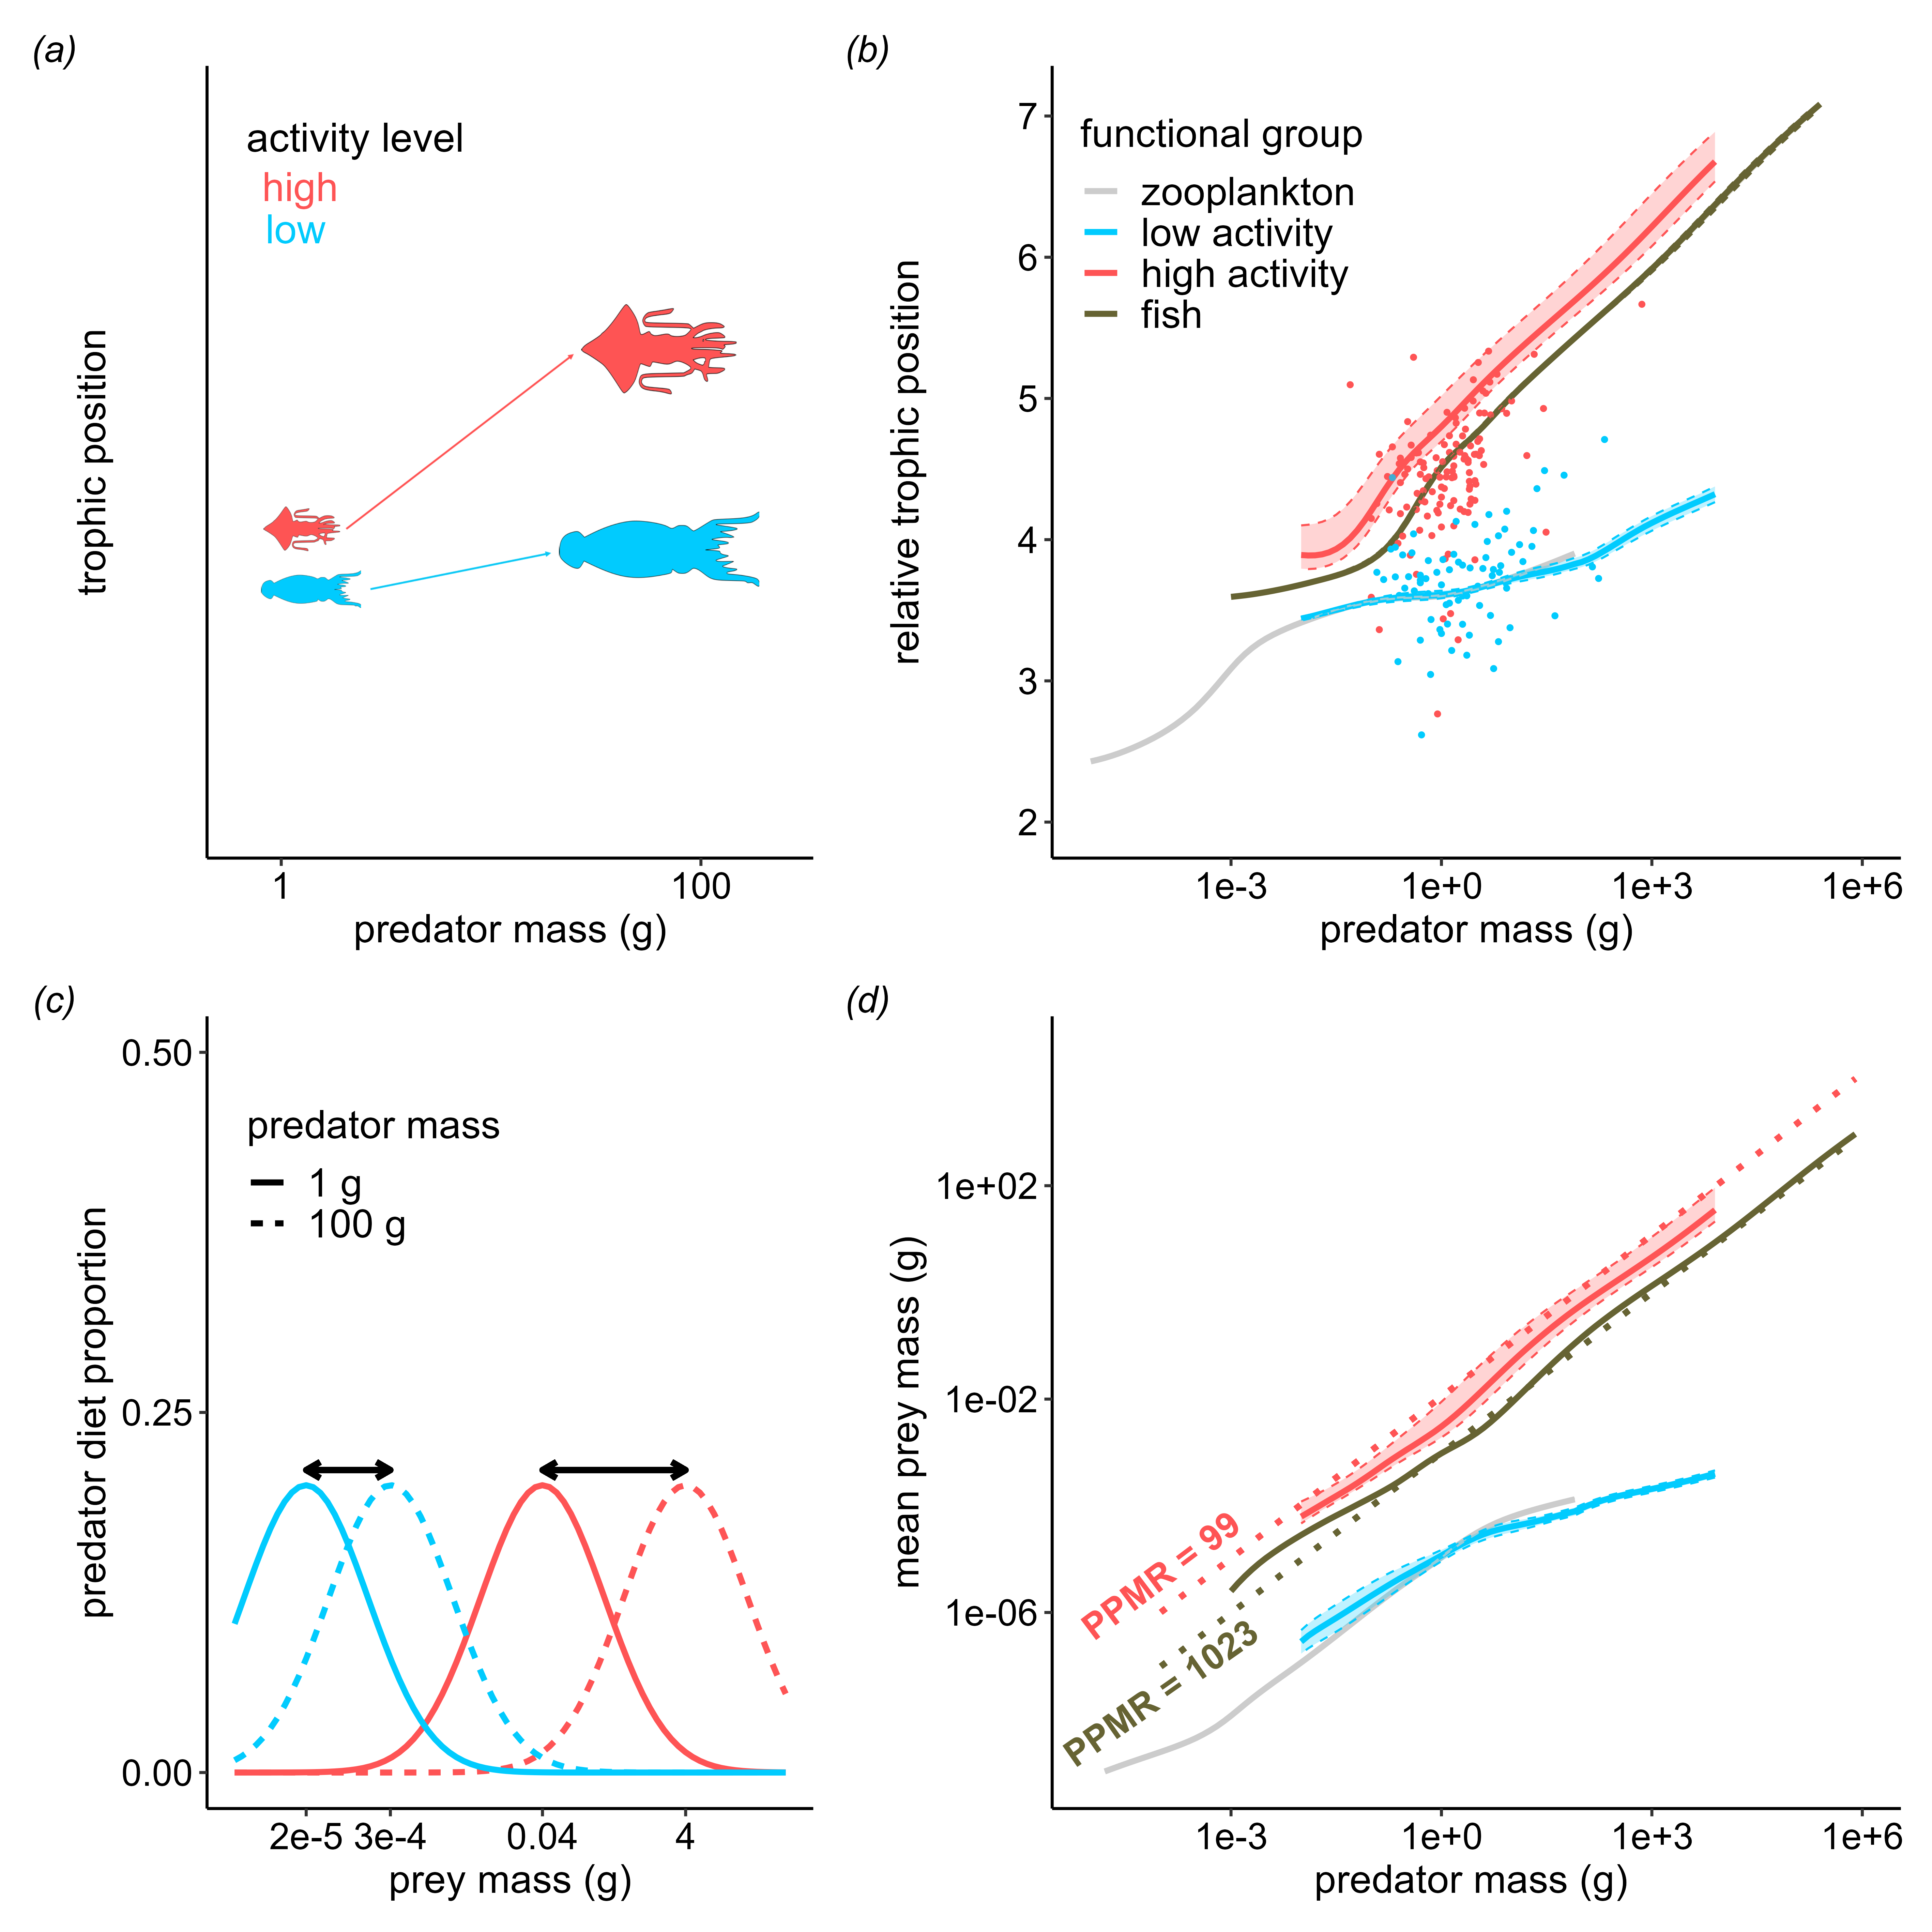 (a)
activity level
high
low
trophic position
1
100
predator mass (g)
(b)
functional group
zooplankton
low activity
high activity
fish
relative trophic position
7
6
5
4
3
2
1e-3
1e+0
1e+3
1e+6
predator mass (g)
(c)
predator mass
1 g
100 g
predator diet proportion
0.50
0.25
0.00
2e-5
3e-4
0.04
4
prey mass (g)
(d)
mean prey mass (g)
1e+02
1e-02
1e-06
PPMR = 99
PPMR = 1023
1e-3
1e+0
1e+3
1e+6
predator mass (g)